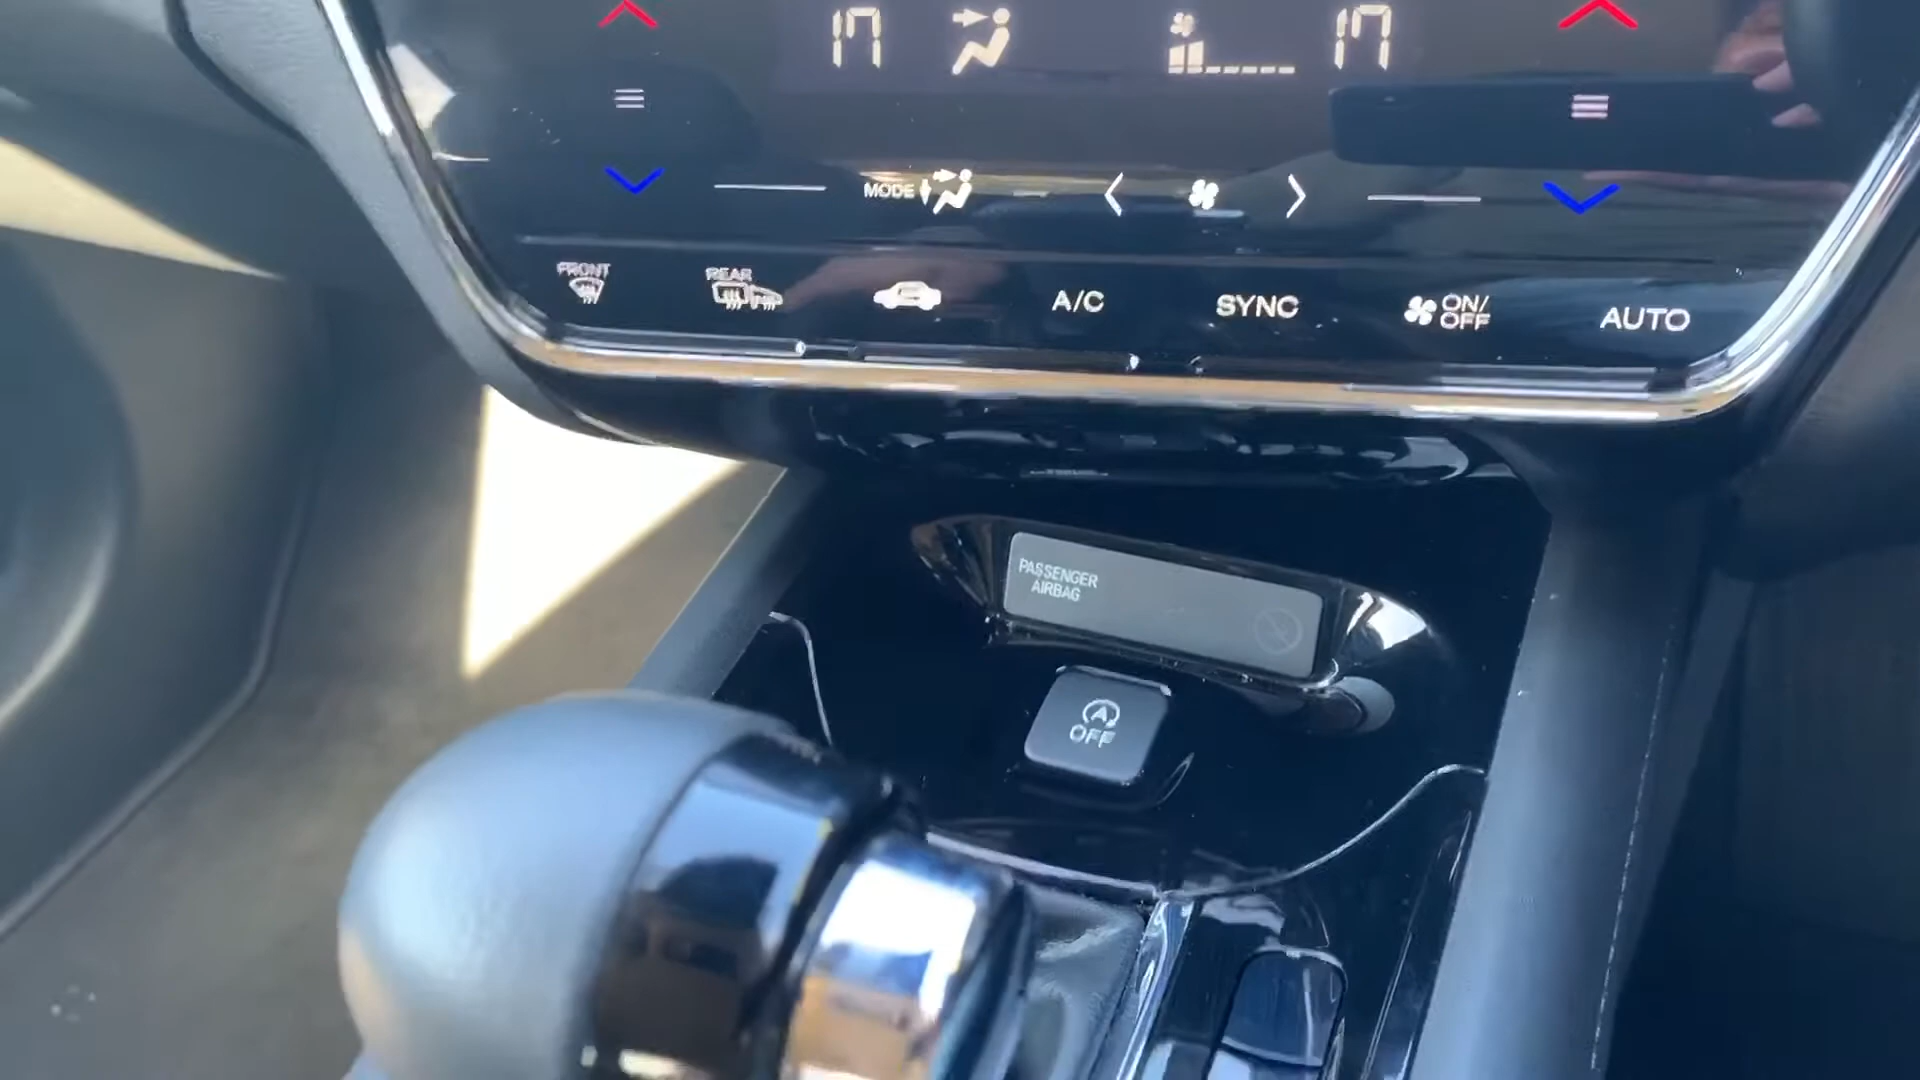 17 17
MODE
FRONT REAR A/C SYNC ON/
OFF AUTO
PASSENGER
AIRBAG
A
OFF